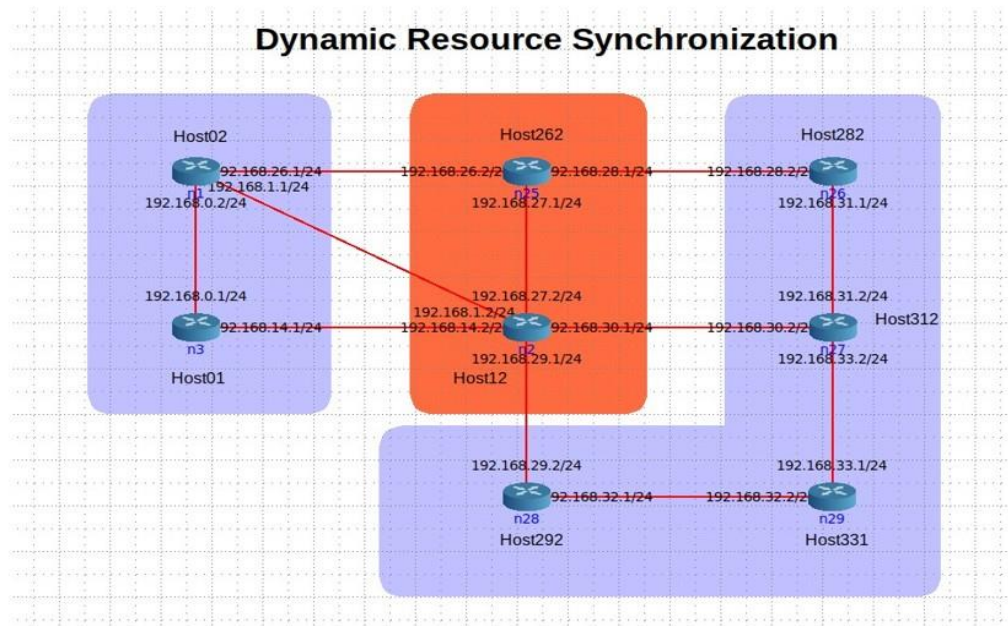 Dynamic Resource Synchronization
Host02
Host262
Host282
92.168.26.1/24
192.168.26.2/2
92.168.28.1/24
192.168.28.2/2
n1
192.168.1.1/24
n25
n26
192.168.0.2/24
192.168.27.1/24
192.168.31.1/24
192.168.0.1/24
192.168.27.2/24
192.168.31.2/24
192.168.1.2/24
Host312
92.168.14.1/24
192.168.14.2/2
92.168.30.1/24
192.168.30.2/2
n3
n2
n27
192.168.29.1/24
192.168.33.2/24
Host01
Host12
192.168.29.2/24
192.168.33.1/24
92.168.32.1/24
192.168.32.2/2
n28
n29
Host292
Host331